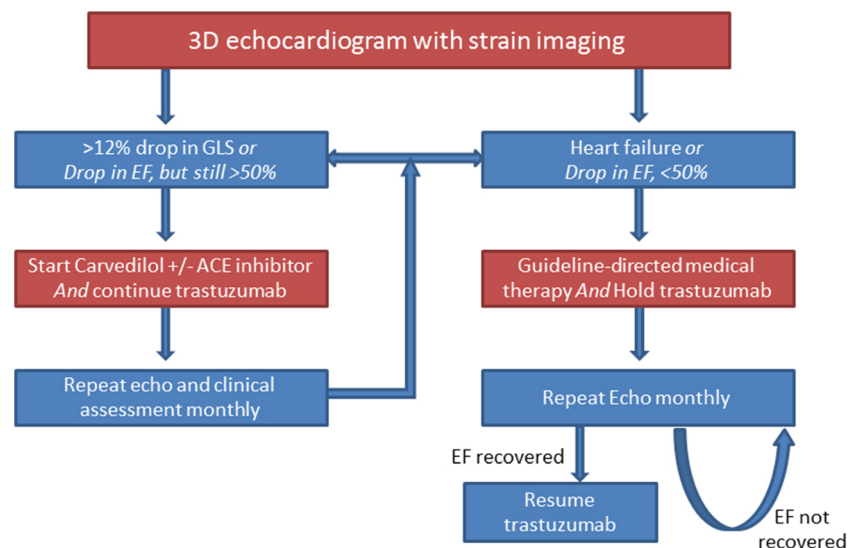 3D echocardiogram with strain imaging
>12% drop in GLS or
Drop in EF, but still >50%
Heart failure or
Drop in EF, <50%
Start Carvedilol +/- ACE inhibitor
And continue trastuzumab
Guideline-directed medical
therapy And Hold trastuzumab
Repeat echo and clinical
assessment monthly
Repeat Echo monthly
EF recovered
Resume
trastuzumab
EF not
recovered